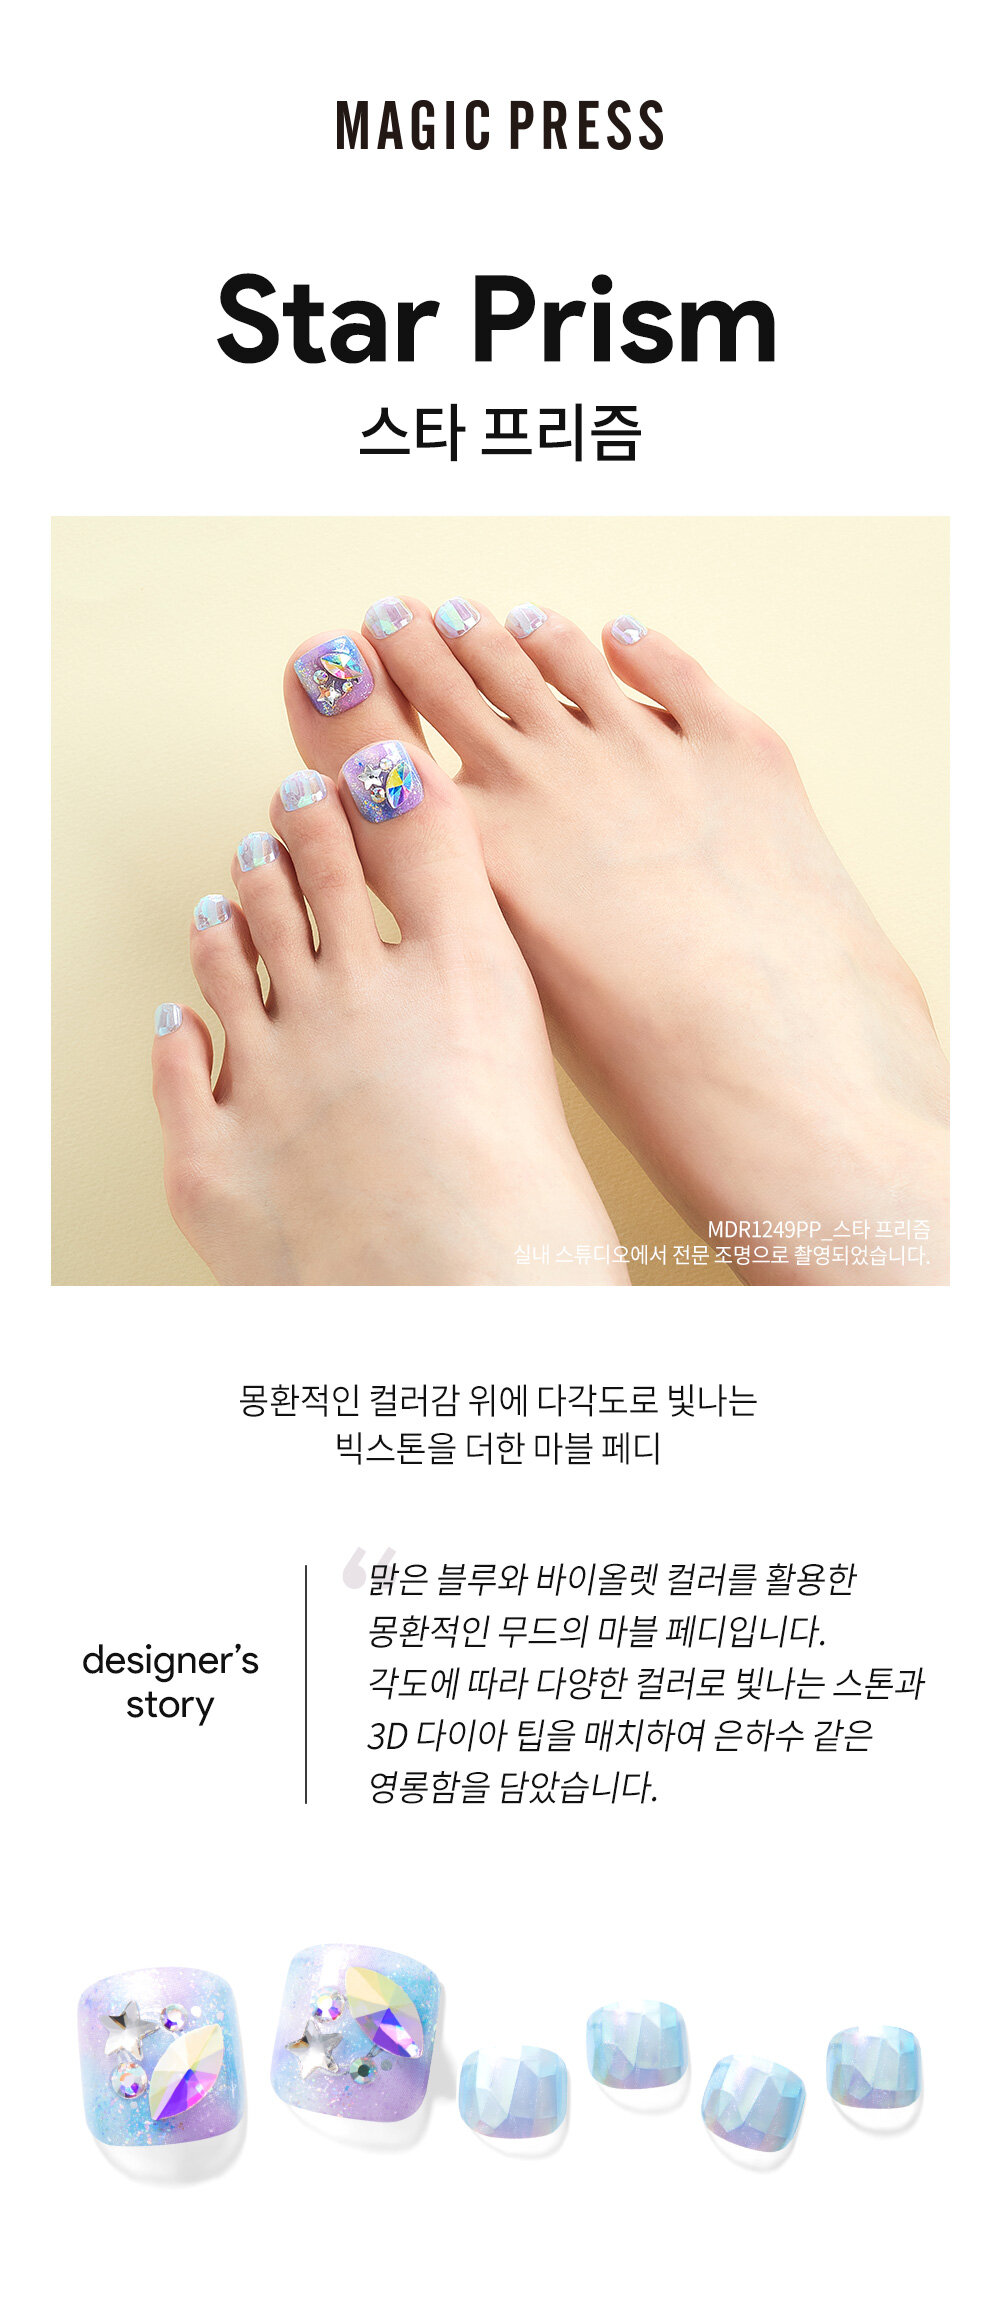 MAGIC PRESS
Star Prism
스타 프리즘
MDR1249PP_스타 프리즘
실내 스튜디오에서 전문 조명으로 촬영되었습니다.
몽환적인 컬러감 위에 다각도로 빛나는
빅스톤을 더한 마블 페디
designer’s
story
“맑은 블루와 바이올렛 컬러를 활용한
몽환적인 무드의 마블 페디입니다.
각도에 따라 다양한 컬러로 빛나는 스톤과
3D 다이아 팁을 매치하여 은하수 같은
영롱함을 담았습니다.